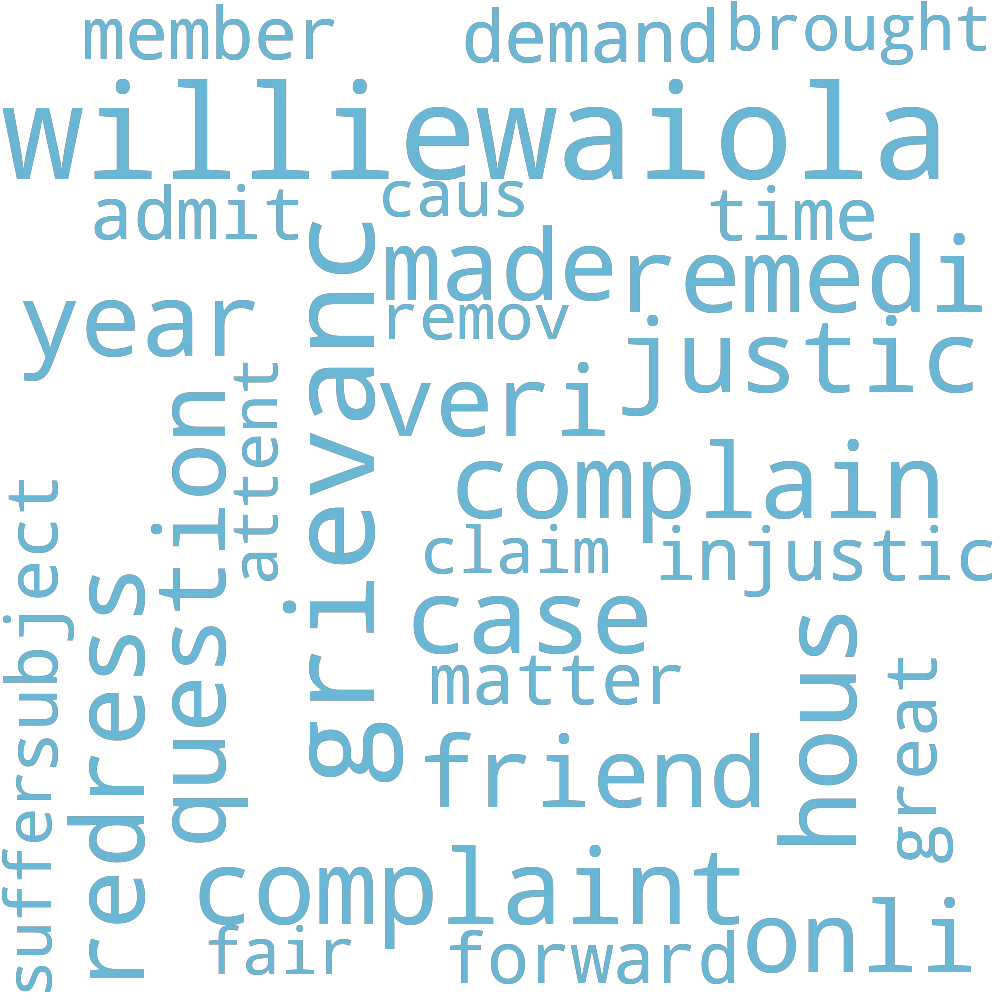 member
demand
brought
williewaiola
admit
caus
time
made
remedi
year
remov
justic
grievanc
veri
attent
question
complain
claim
injustic
subject
redress
case
matter
hous
great
friend
suffer
complaint
onli
fair
forward